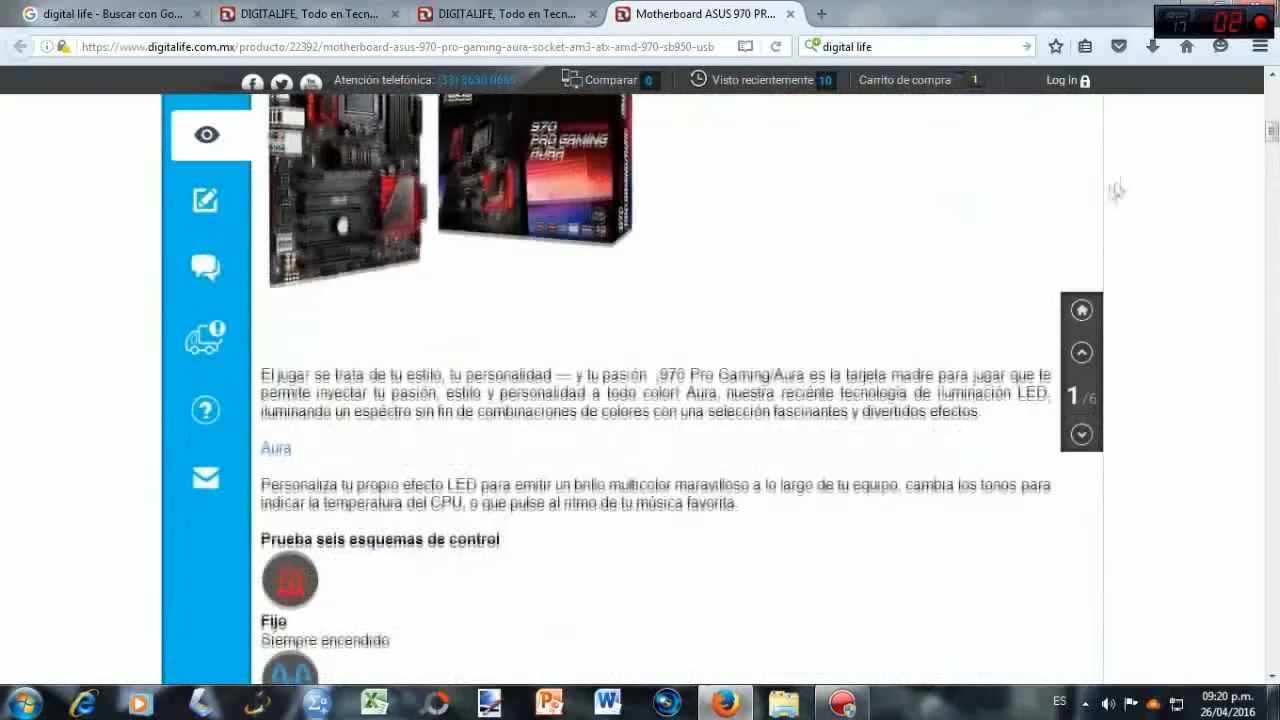 digital life - Buscar con Go...
DIGITALIFE - Todo en Tecn...
Motherboard ASUS 970 PR...
17
02
https://www.digitalife.com.mx/producto/22392/motherboard-asus-970-pro-gaming-aura-am3-atx-amd-890-sb950-usb
digital life
Atención telefónica: (33) 3630 0660
Comparar 0
Visto recientemente 10
Carrito de compra 1
Log in
970
PRO GAMING
AURA
El jugar se trata de tu estilo, tu personalidad — y tu pasión .970 Pro Gaming/Aura es la tarjeta madre para jugar que te
permite inyectar tu pasión, estilo y personalidad a todo color! Aura, nuestra reciente tecnología de iluminación LED,
iluminando un espectro sin fin de combinaciones de colores con una selección fascinantes y divertidos efectos.
Aura
Personaliza tu propio efecto LED para emitir un brillo multicolor maravilloso a lo largo de tu equipo, cambia los tonos para
indicar la temperatura del CPU, o que pulse al ritmo de tu música favorita.
Prueba seis esquemas de control
Fijo
Siempre encendido
1/6
ES
09:20 p.m.
26/04/2016